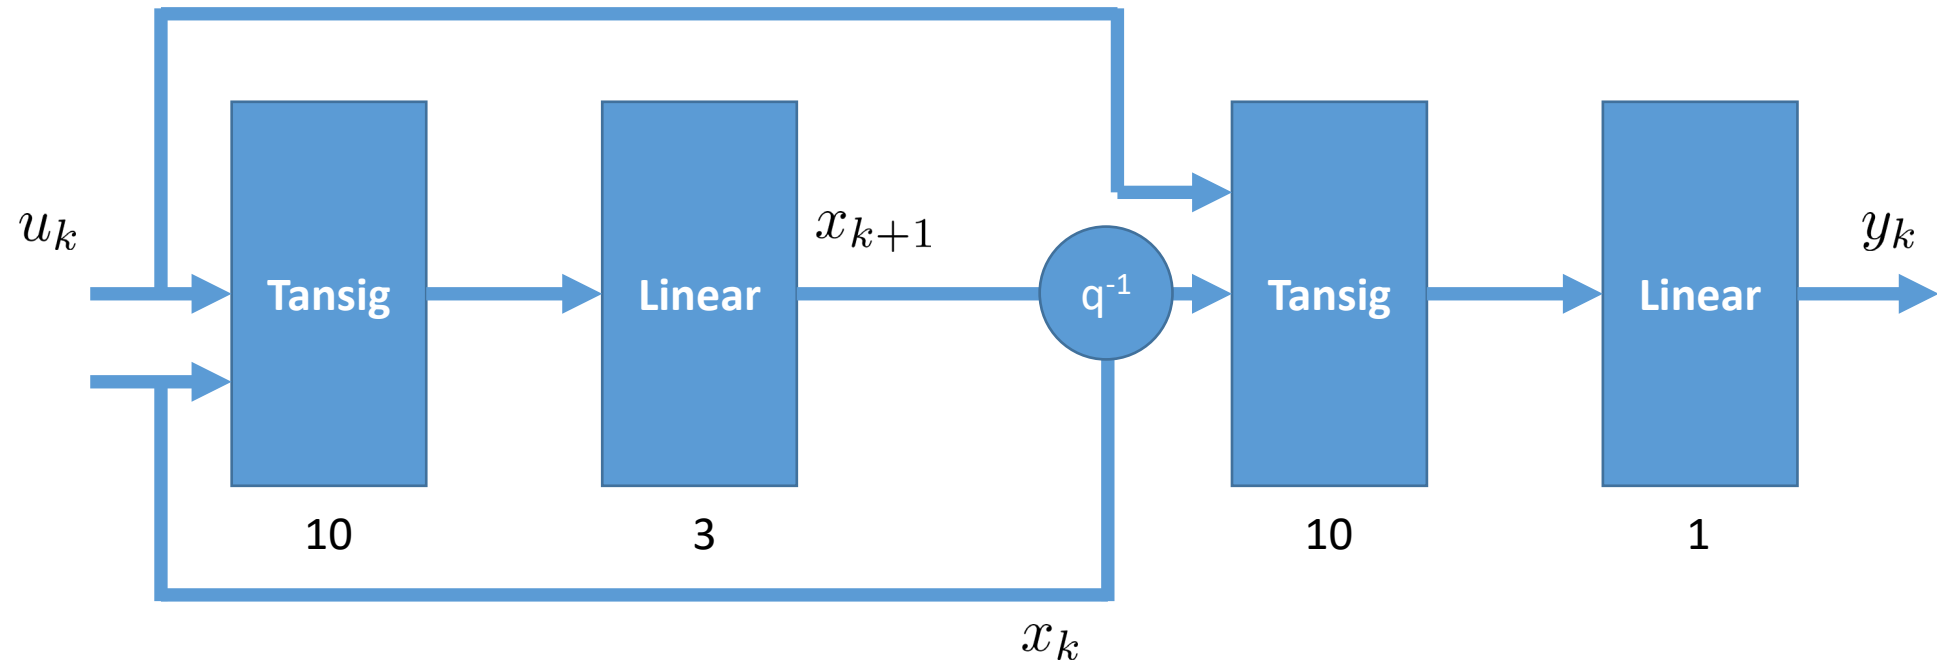 u_k
x_{k+1}
y_k
Tansig
Linear
q^{-1}
Tansig
Linear
10
3
10
1
x_k